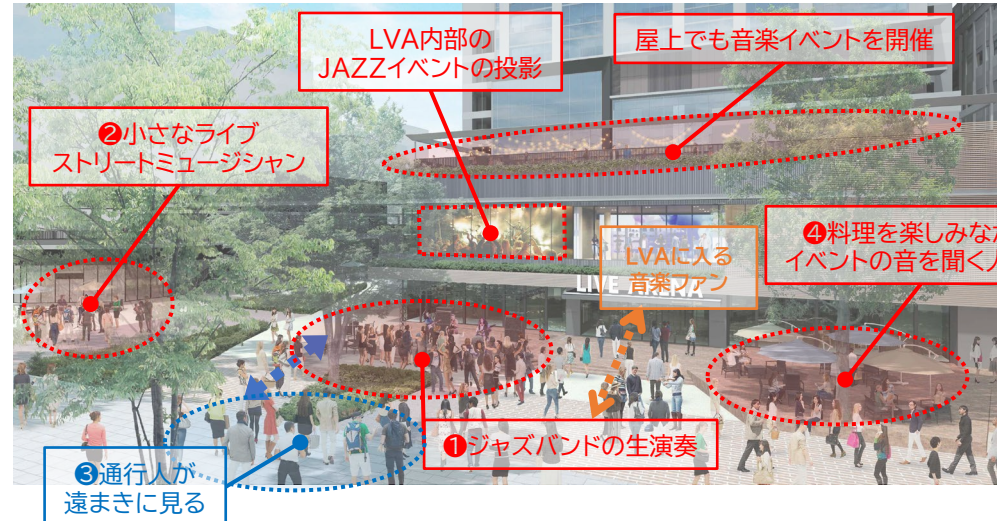 LVA内部の
JAZZイベントの投影
屋上でも音楽イベントを開催
❷小さなライブ
ストリートミュージシャン
❹料理を楽しみなが
イベントの音を聞く人
LVAに入る
音楽ファン
LIVE ARENA
❶ジャズバンドの生演奏
❸通行人が
遠まきに見る